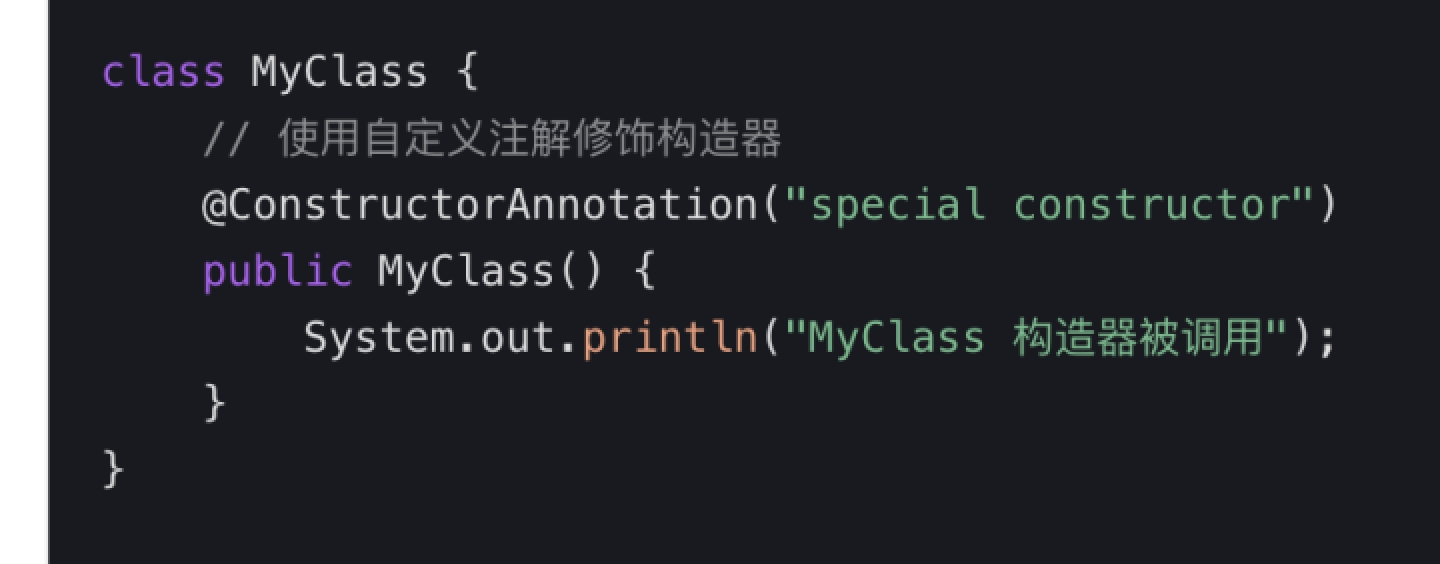 class MyClass {
    // 使用自定义注解修饰构造器
    @ConstructorAnnotation("special constructor")
    public MyClass() {
        System.out.println("MyClass 构造器被调用");
    }
}